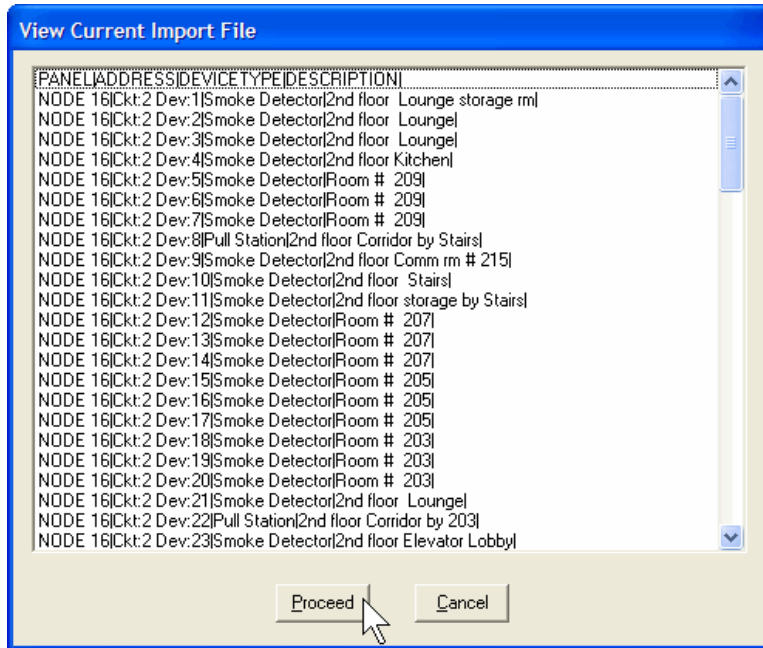 View Current Import File
PANEL|ADDRESS|DEVICETYPE|DESCRIPTION|
NODE 16|Ckt:2 Dev:1|Smoke Detector|2nd floor  Lounge storage rm|
NODE 16|Ckt:2 Dev:2|Smoke Detector|2nd floor  Lounge|
NODE 16|Ckt:2 Dev:3|Smoke Detector|2nd floor  Lounge|
NODE 16|Ckt:2 Dev:4|Smoke Detector|2nd floor Kitchen|
NODE 16|Ckt:2 Dev:5|Smoke Detector|Room #  209|
NODE 16|Ckt:2 Dev:6|Smoke Detector|Room #  209|
NODE 16|Ckt:2 Dev:7|Smoke Detector|Room #  209|
NODE 16|Ckt:2 Dev:8|Pull Station|2nd floor Corridor by Stairs|
NODE 16|Ckt:2 Dev:9|Smoke Detector|2nd floor Comm rm # 215|
NODE 16|Ckt:2 Dev:10|Smoke Detector|2nd floor  Stairs|
NODE 16|Ckt:2 Dev:11|Smoke Detector|2nd floor storage by Stairs|
NODE 16|Ckt:2 Dev:12|Smoke Detector|Room #  207|
NODE 16|Ckt:2 Dev:13|Smoke Detector|Room #  207|
NODE 16|Ckt:2 Dev:14|Smoke Detector|Room #  207|
NODE 16|Ckt:2 Dev:15|Smoke Detector|Room #  205|
NODE 16|Ckt:2 Dev:16|Smoke Detector|Room #  205|
NODE 16|Ckt:2 Dev:17|Smoke Detector|Room #  205|
NODE 16|Ckt:2 Dev:18|Smoke Detector|Room #  203|
NODE 16|Ckt:2 Dev:19|Smoke Detector|Room #  203|
NODE 16|Ckt:2 Dev:20|Smoke Detector|Room #  203|
NODE 16|Ckt:2 Dev:21|Smoke Detector|2nd floor  Lounge|
NODE 16|Ckt:2 Dev:22|Pull Station|2nd floor Corridor by 203|
NODE 16|Ckt:2 Dev:23|Smoke Detector|2nd floor Elevator Lobby|
Proceed Cancel